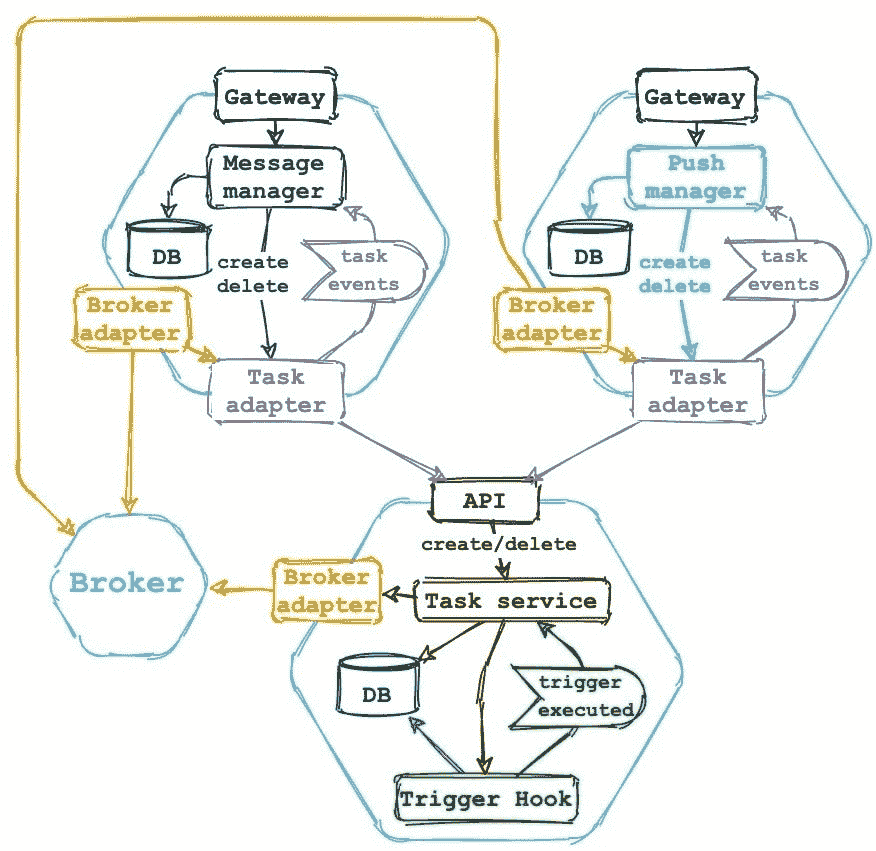 Gateway
Message
manager
DB
create
delete
task
events
Broker
adapter
Task
adapter
Gateway
Push
manager
DB
create
delete
task
events
Broker
adapter
Task
adapter
API
create/delete
Broker
Broker
adapter
Task service
DB
trigger
executed
Trigger Hook